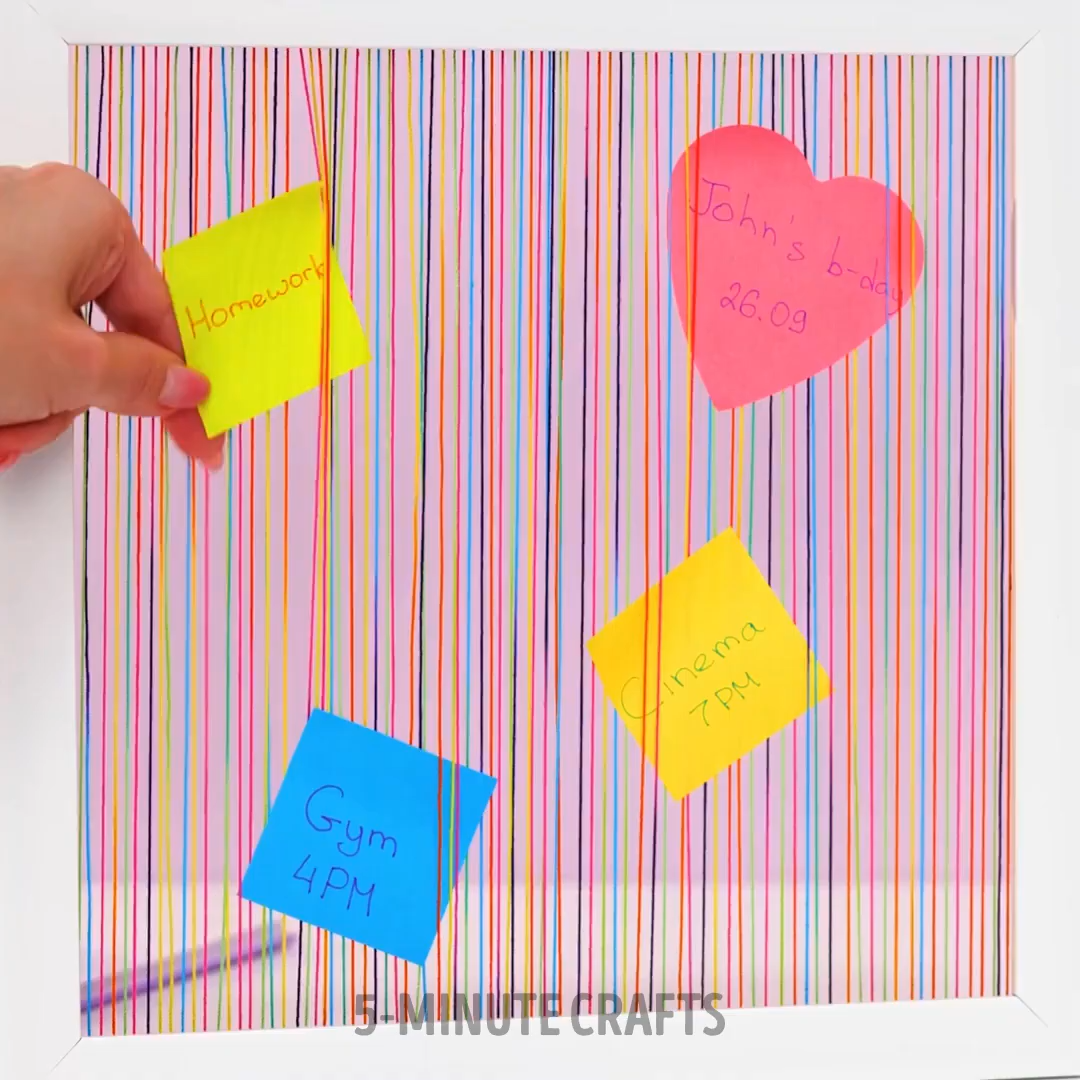 Homework
John's b-day
26.09
Cinema
7PM
Gym
4PM
5-MINUTE CRAFTS